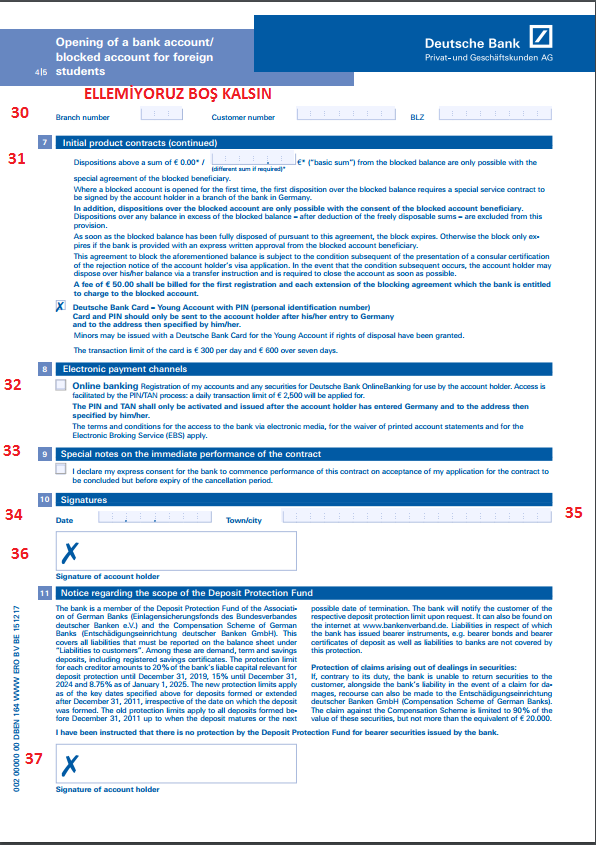 Opening of a bank account/
blocked account for foreign
4|5 students
Deutsche Bank
Privat- und Geschäftskunden AG
ELLEMİYORUZ BOŞ KALSIN
30 Branch number Customer number BLZ
7 Initial product contracts (continued)
31 Dispositions above a sum of € 0.00* / €* ("basic sum") from the blocked balance are only possible with the
(different sum if required)*
special agreement of the blocked beneficiary.
Where a blocked account is opened for the first time, the first disposition over the blocked balance requires a special service contract to
be signed by the account holder in a branch of the bank in Germany.
In addition, dispositions over the blocked account are only possible with the consent of the blocked account beneficiary.
Dispositions over any balance in excess of the blocked balance – after deduction of the freely disposable sums – are excluded from this
provision.
As soon as the blocked balance has been fully disposed of pursuant to this agreement, the block expires. Otherwise the block only ex-
pires if the bank is provided with an express written approval from the blocked account beneficiary.
This agreement to block the aforementioned balance is subject to the condition subsequent of the presentation of a consular certification
of the rejection notice of the account holder's visa application. In the event that the condition subsequent occurs, the account holder may
dispose over his/her balance via a transfer instruction and is required to close the account as soon as possible.
A fee of € 50.00 shall be billed for the first registration and each extension of the blocking agreement which the bank is entitled
to charge to the blocked account.
X Deutsche Bank Card – Young Account with PIN (personal identification number)
Card and PIN should only be sent to the account holder after his/her entry to Germany
and to the address then specified by him/her.
Minors may be issued with a Deutsche Bank Card for the Young Account if rights of disposal have been granted.
The transaction limit of the card is € 300 per day and € 600 over seven days.
8 Electronic payment channels
32 Online banking Registration of my accounts and any securities for Deutsche Bank OnlineBanking for use by the account holder. Access is
facilitated by the PIN/TAN process: a daily transaction limit of € 2,500 will be applied for.
The PIN and TAN shall only be activated and issued after the account holder has entered Germany and to the address then
specified by him/her.
The terms and conditions for the access to the bank via electronic media, for the waiver of printed account statements and for the
Electronic Broking Service (EBS) apply.
33
9 Special notes on the immediate performance of the contract
I declare my express consent for the bank to commence performance of this contract on acceptance of my application for the contract to
be concluded but before expiry of the cancellation period.
10 Signatures
34 Date Town/city 35
36 X
Signature of account holder
11 Notice regarding the scope of the Deposit Protection Fund
The bank is a member of the Deposit Protection Fund of the Associati-
on of German Banks (Einlagensicherungsfonds des Bundesverbandes
deutscher Banken e.V.) and the Compensation Scheme of German
Banks (Entschädigungseinrichtung deutscher Banken GmbH). This
covers all liabilities that must be reported on the balance sheet under
"Liabilities to customers". Among these are demand, term and savings
deposits, including registered savings certificates. The protection limit
for each creditor amounts to 20% of the bank's liable capital relevant for
deposit protection until December 31, 2019, 15% until December 31,
2024 and 8.75% as of January 1, 2025. The new protection limits apply
as of the key dates specified above for deposits formed or extended
after December 31, 2011, irrespective of the date on which the deposit
was formed. The old protection limits apply to all deposits formed be-
fore December 31, 2011 up to when the deposit matures or the next
possible date of termination. The bank will notify the customer of the
respective deposit protection limit upon request. It can also be found on
the internet at www.bankenverband.de. Liabilities in respect of which
the bank has issued bearer instruments, e.g. bearer bonds and bearer
certificates of deposit as well as liabilities to banks are not covered by
this protection.
Protection of claims arising out of dealings in securities:
If, contrary to its duty, the bank is unable to return securities to the
customer, alongside the bank's liability in the event of a claim for da-
mages, recourse can also be made to the Entschädigungseinrichtung
deutscher Banken GmbH (Compensation Scheme of German Banks).
The claim against the Compensation Scheme is limited to 90% of the
value of these securities, but not more than the equivalent of € 20.000.
I have been instructed that there is no protection by the Deposit Protection Fund for bearer securities issued by the bank.
37 X
Signature of account holder
002 00000 00 DBEN 164 WWW ERO BV BE 151217